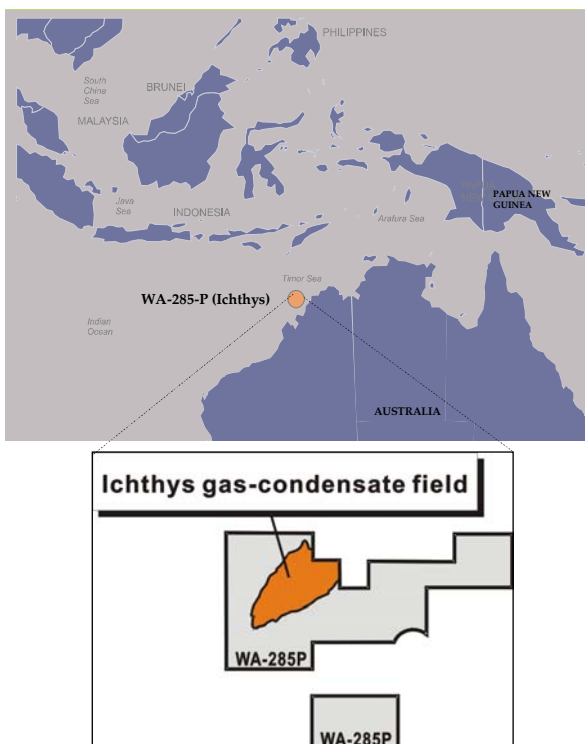 PHILIPPINES
South
China
Sea
BRUNEI
MALAYSIA
PAPUA NEW
GUINEA
Java
Sea
INDONESIA
Arafura Sea
Timor Sea
WA-285-P (Ichthys)
Indian
Ocean
AUSTRALIA
Ichthys gas-condensate field
WA-285P
WA-285P